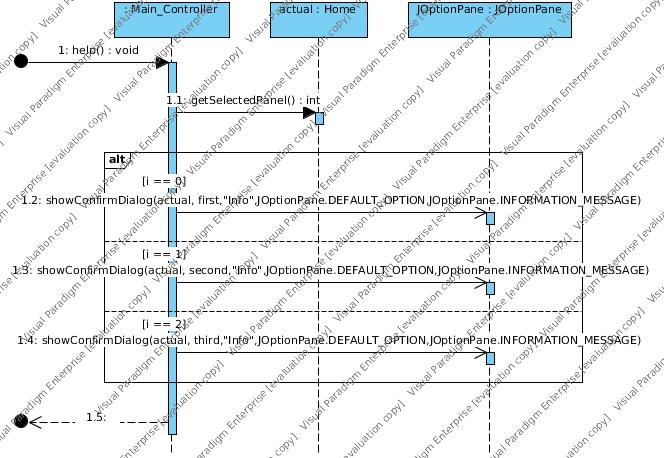 : Main_Controller
actual : Home
JOptionPane : JOptionPane
1: help() : void
1.1: getSelectedPanel() : int
alt
[i == 0]
1.2: showConfirmDialog(actual, first,"Info",JOptionPane.DEFAULT_OPTION,JOptionPane.INFORMATION_MESSAGE)
[i == 1]
1.3: showConfirmDialog(actual, second,"Info",JOptionPane.DEFAULT_OPTION,JOptionPane.INFORMATION_MESSAGE)
[i == 2]
1.4: showConfirmDialog(actual, third,"Info",JOptionPane.DEFAULT_OPTION,JOptionPane.INFORMATION_MESSAGE)
1.5:
Visual Paradigm Enterprise [evaluation copy]